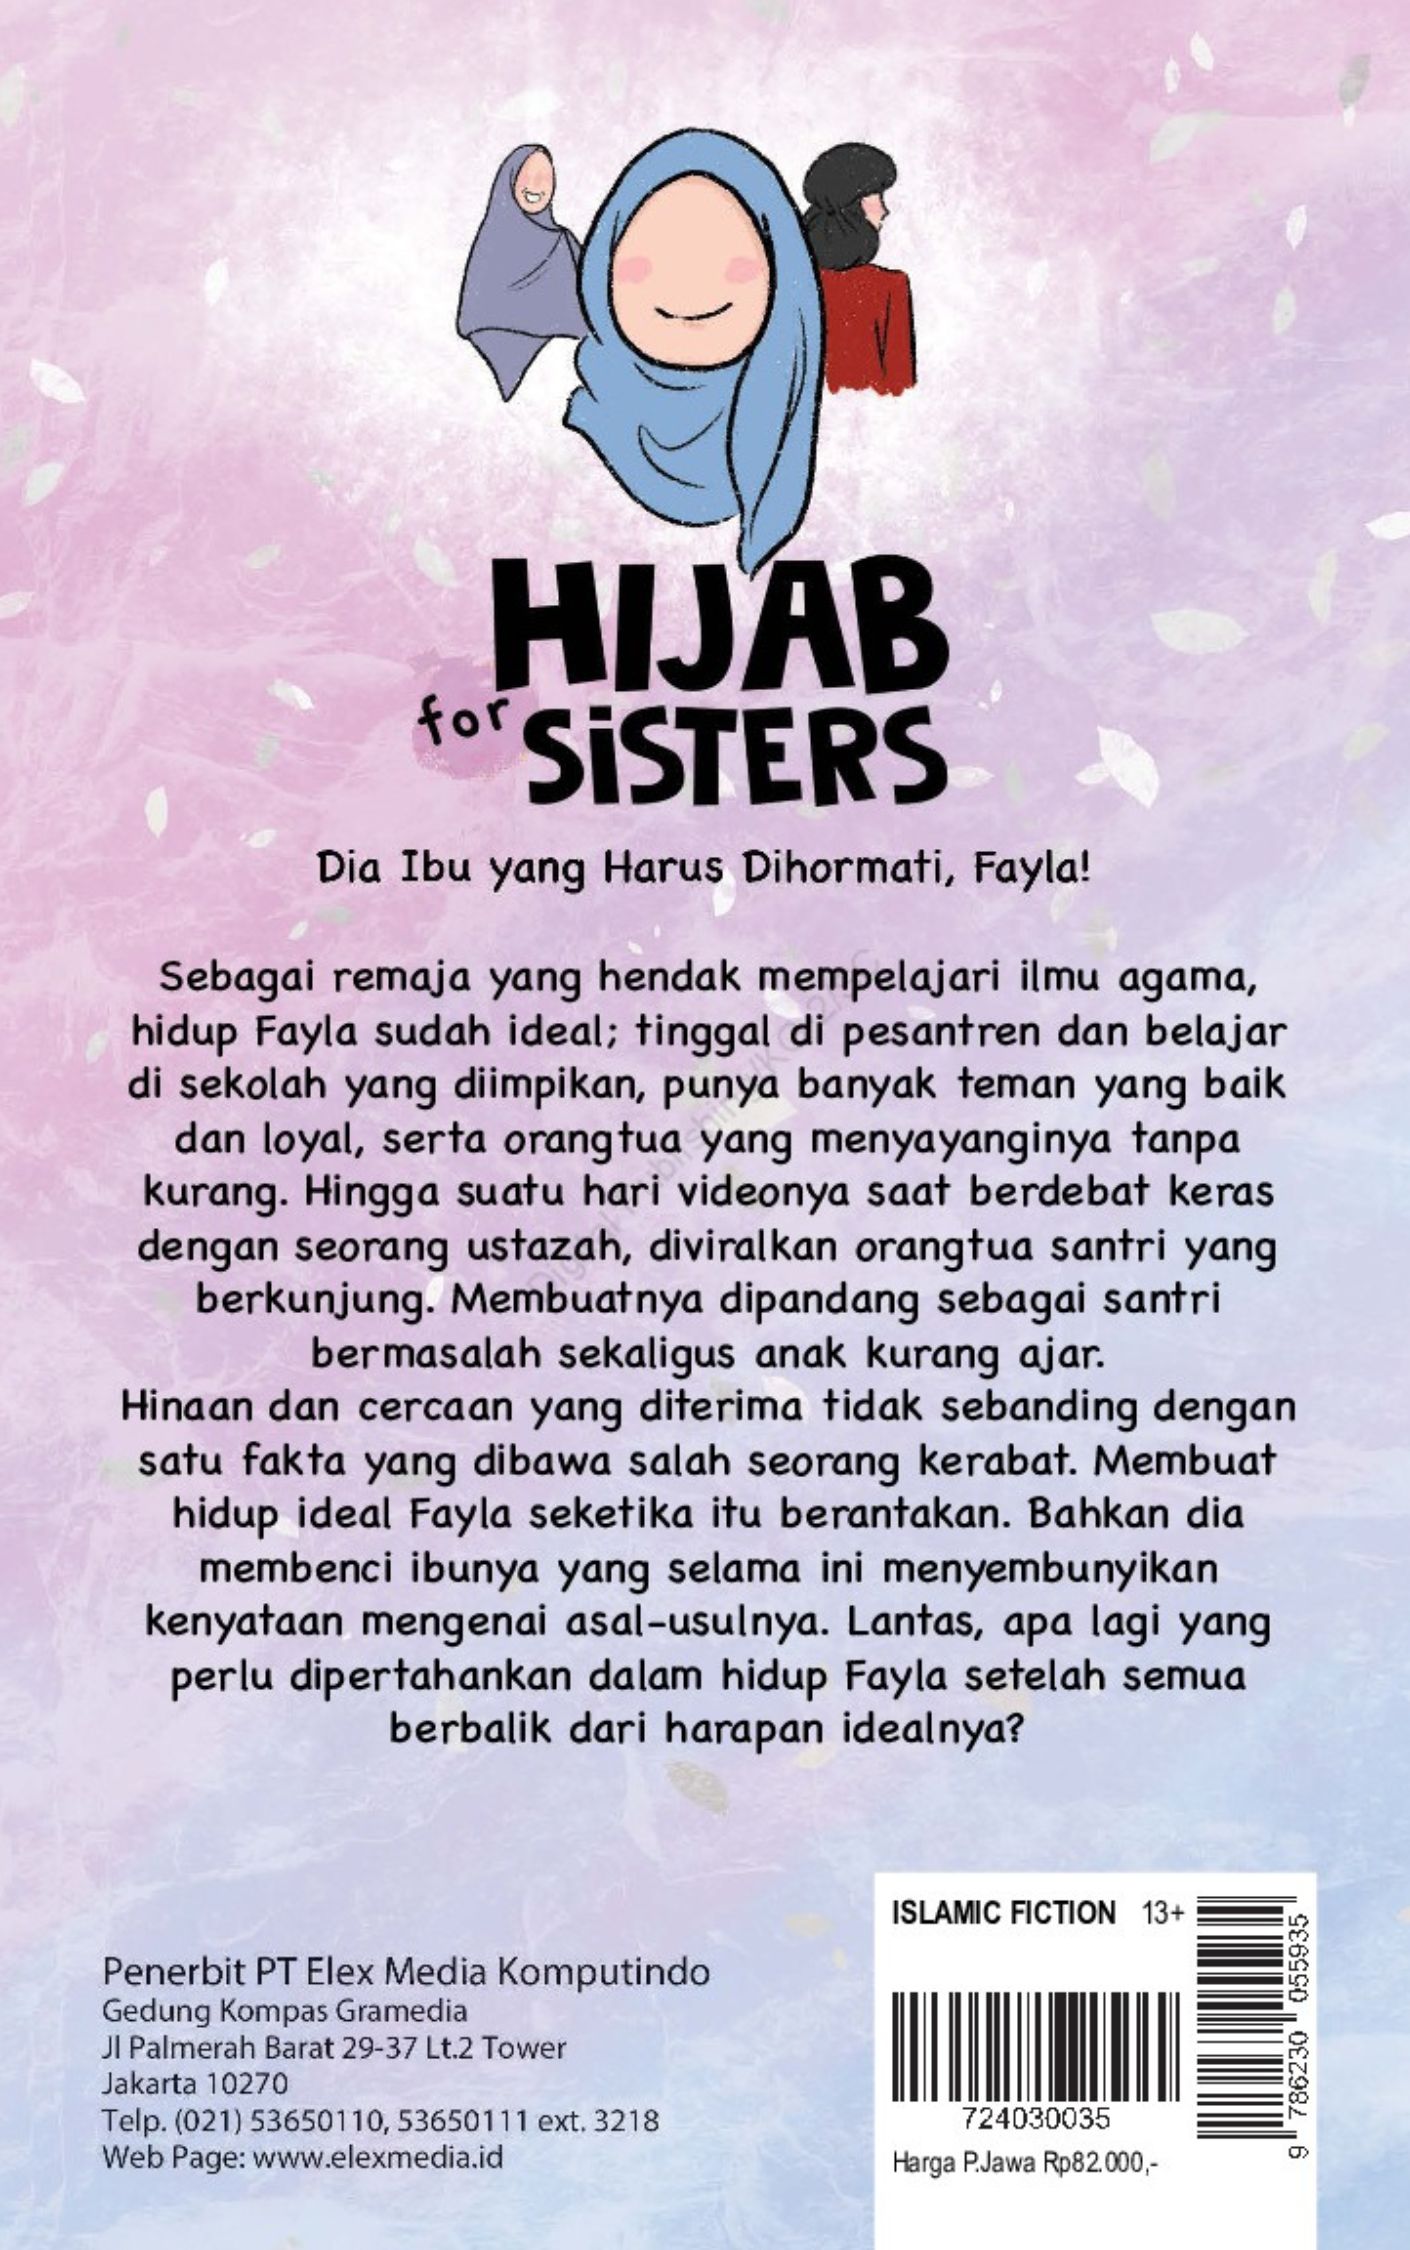 HIJAB
for SiSTERS
Dia Ibu yang Harus Dihormati, Fayla!
Sebagai remaja yang hendak mempelajari ilmu agama,
hidup Fayla sudah ideal; tinggal di pesantren dan belajar
di sekolah yang diimpikan, punya banyak teman yang baik
dan loyal, serta orangtua yang menyayanginya tanpa
kurang. Hingga suatu hari videonya saat berdebat keras
dengan seorang ustazah, diviralkan orangtua santri yang
berkunjung. Membuatnya dipandang sebagai santri
bermasalah sekaligus anak kurang ajar.
Hinaan dan cercaan yang diterima tidak sebanding dengan
satu fakta yang dibawa salah seorang kerabat. Membuat
hidup ideal Fayla seketika itu berantakan. Bahkan dia
membenci ibunya yang selama ini menyembunyikan
kenyataan mengenai asal-usulnya. Lantas, apa lagi yang
perlu dipertahankan dalam hidup Fayla setelah semua
berbalik dari harapan idealnya?
Penerbit PT Elex Media Komputindo
Gedung Kompas Gramedia
Jl Palmerah Barat 29-37 Lt.2 Tower
Jakarta 10270
Telp. (021) 53650110, 53650111 ext. 3218
Web Page: www.elexmedia.id
ISLAMIC FICTION 13+
724030035
Harga P.Jawa Rp82.000,-
9 786230 055935